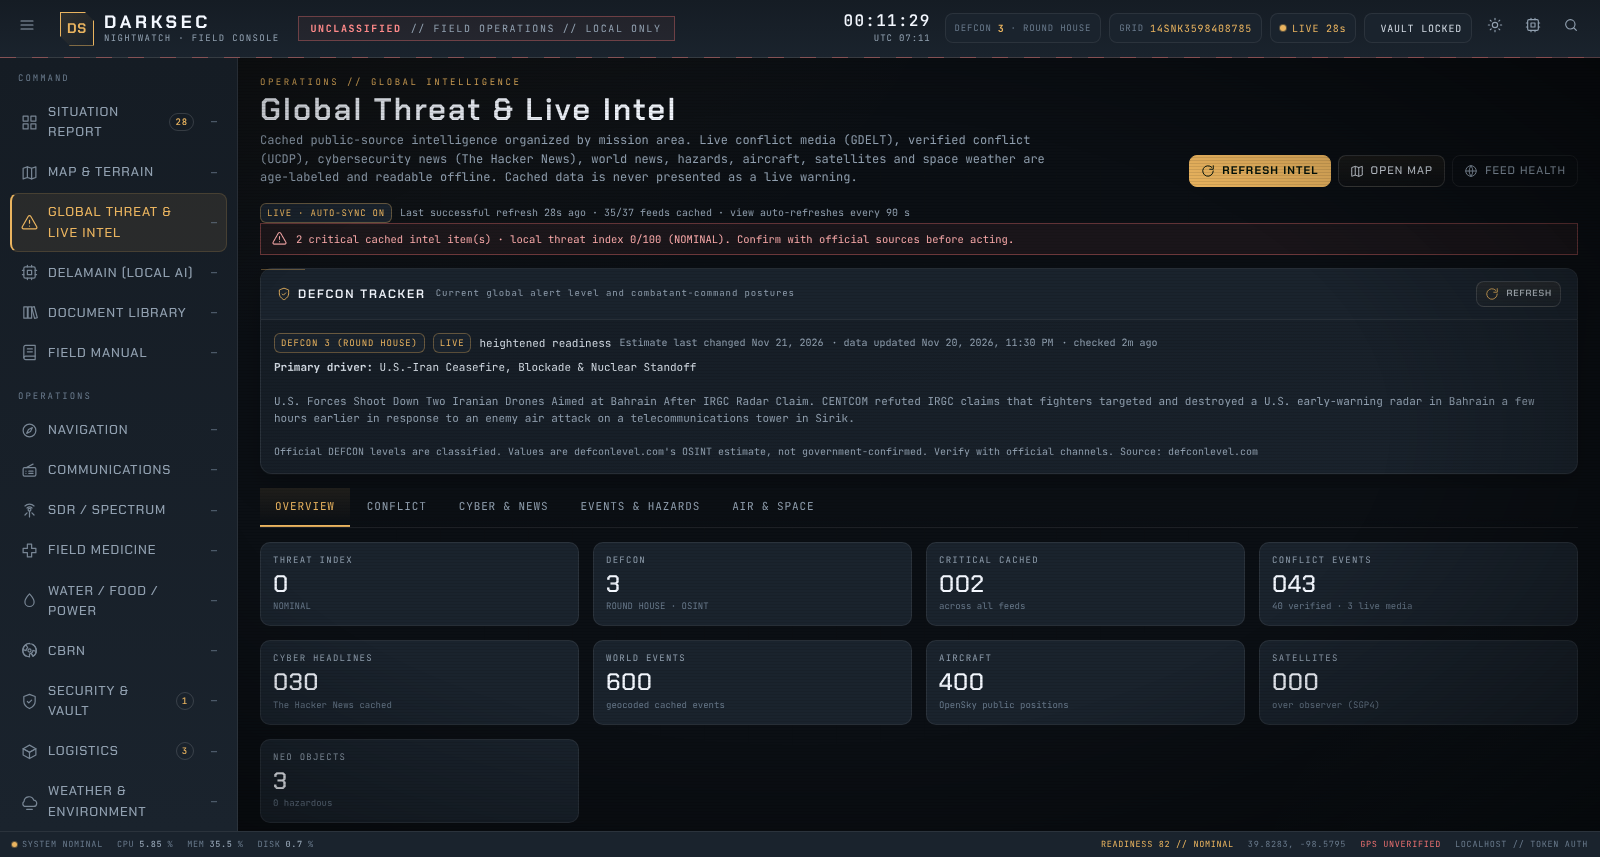 DS
DARKSEC
NIGHTWATCH · FIELD CONSOLE
UNCLASSIFIED // FIELD OPERATIONS // LOCAL ONLY
00:11:29
UTC 07:11
DEFCON 3 · ROUND HOUSE
GRID 14SNK3598408785
LIVE 28s
VAULT LOCKED
COMMAND
SITUATION
REPORT
28
MAP & TERRAIN
GLOBAL THREAT &
LIVE INTEL
DELAMAIN (LOCAL AI)
DOCUMENT LIBRARY
FIELD MANUAL
OPERATIONS
NAVIGATION
COMMUNICATIONS
SDR / SPECTRUM
FIELD MEDICINE
WATER / FOOD /
POWER
CBRN
SECURITY &
VAULT
1
LOGISTICS
3
WEATHER &
ENVIRONMENT
OPERATIONS // GLOBAL INTELLIGENCE
Global Threat & Live Intel
Cached public-source intelligence organized by mission area. Live conflict media (GDELT), verified conflict
(UCDP), cybersecurity news (The Hacker News), world news, hazards, aircraft, satellites and space weather are
age-labeled and readable offline. Cached data is never presented as a live warning.
REFRESH INTEL
OPEN MAP
FEED HEALTH
LIVE · AUTO-SYNC ON
Last successful refresh 28s ago · 35/37 feeds cached · view auto-refreshes every 90 s
2 critical cached intel item(s) · local threat index 0/100 (NOMINAL). Confirm with official sources before acting.
DEFCON TRACKER
Current global alert level and combatant-command postures
REFRESH
DEFCON 3 (ROUND HOUSE)
LIVE
heightened readiness
Estimate last changed Nov 21, 2026 · data updated Nov 20, 2026, 11:30 PM · checked 2m ago
Primary driver: U.S.-Iran Ceasefire, Blockade & Nuclear Standoff
U.S. Forces Shoot Down Two Iranian Drones Aimed at Bahrain After IRGC Radar Claim. CENTCOM refuted IRGC claims that fighters targeted and destroyed a U.S. early-warning radar in Bahrain a few
hours earlier in response to an enemy air attack on a telecommunications tower in Sirik.
Official DEFCON levels are classified. Values are defconlevel.com's OSINT estimate, not government-confirmed. Verify with official channels. Source: defconlevel.com
OVERVIEW
CONFLICT
CYBER & NEWS
EVENTS & HAZARDS
AIR & SPACE
THREAT INDEX
0
NOMINAL
DEFCON
3
ROUND HOUSE · OSINT
CRITICAL CACHED
002
across all feeds
CONFLICT EVENTS
043
40 verified · 3 live media
CYBER HEADLINES
030
The Hacker News cached
WORLD EVENTS
600
geocoded cached events
AIRCRAFT
400
OpenSky public positions
SATELLITES
000
over observer (SGP4)
NEO OBJECTS
3
0 hazardous
SYSTEM NOMINAL
CPU 5.85 %
MEM 35.5 %
DISK 0.7 %
READINESS 82 // NOMINAL
39.8283, -98.5795
GPS UNVERIFIED
LOCALHOST // TOKEN AUTH